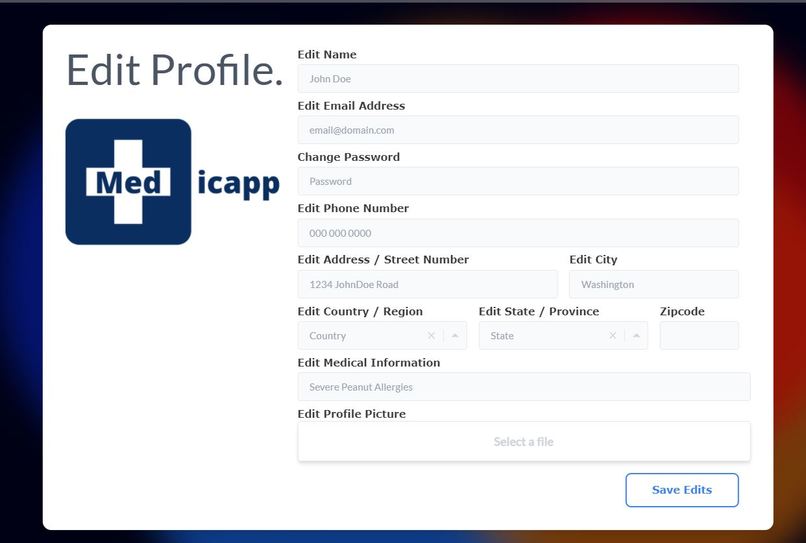 Edit Profile.
Med icapp
Edit Name
John Doe
Edit Email Address
email@domain.com
Change Password
Password
Edit Phone Number
000 000 0000
Edit Address / Street Number
1234 JohnDoe Road
Edit City
Washington
Edit Country / Region
Country
Edit State / Province
State
Zipcode
Edit Medical Information
Severe Peanut Allergies
Edit Profile Picture
Select a file
Save Edits